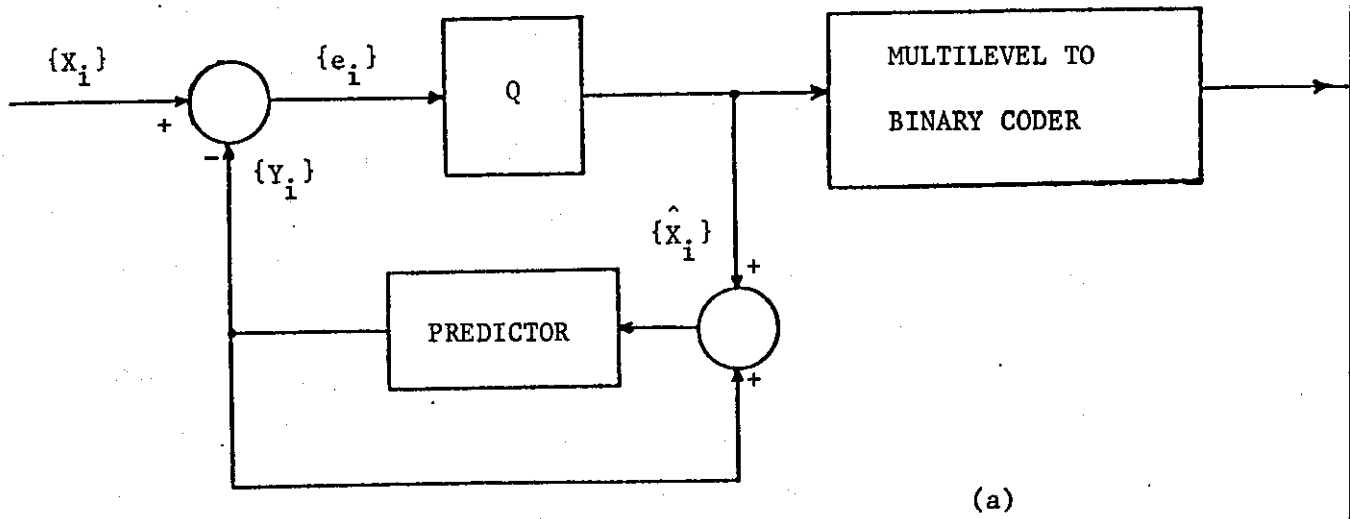 {X_i}
{e_i}
Q
MULTILEVEL TO
BINARY CODER
+
-
{Y_i}
{X̂_i}
+
PREDICTOR
+
(a)